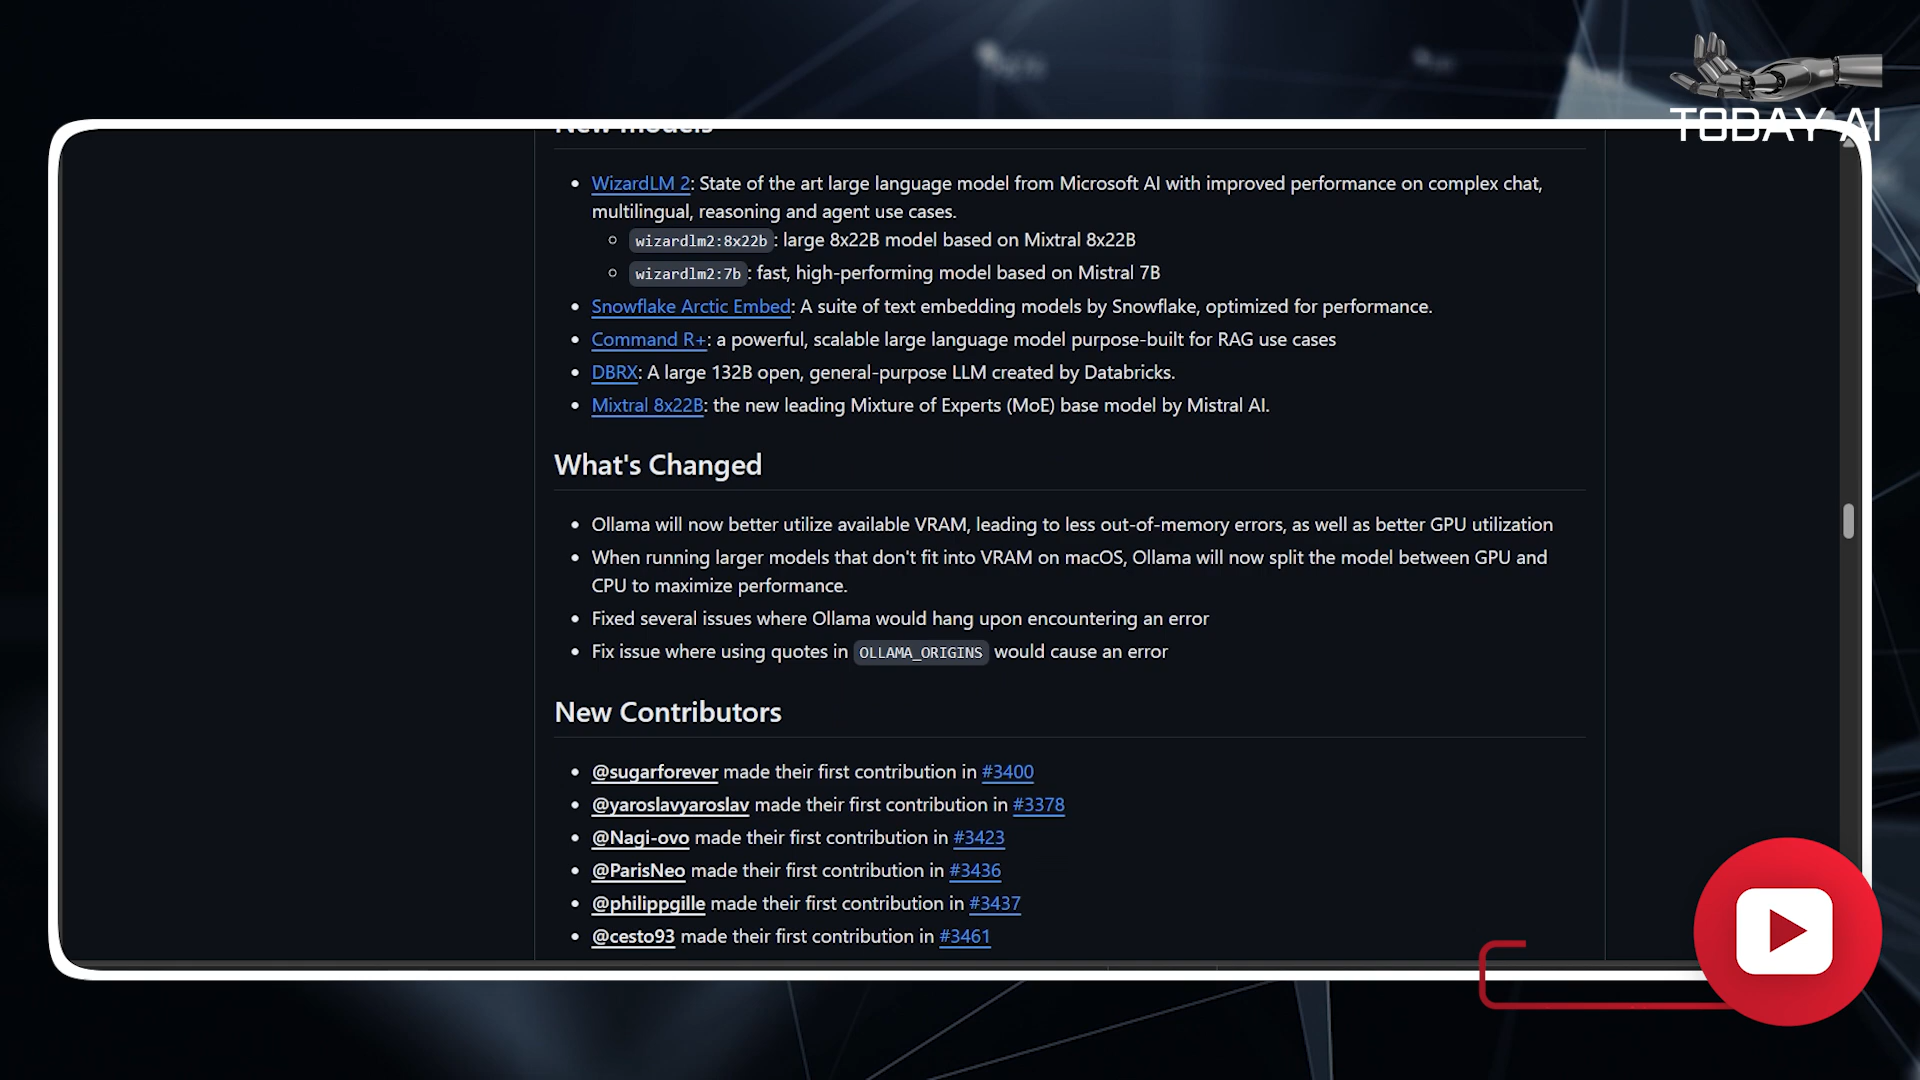 TODAY AI
New models
WizardLM 2: State of the art large language model from Microsoft AI with improved performance on complex chat,
multilingual, reasoning and agent use cases.
wizardlm2:8x22b: large 8x22B model based on Mixtral 8x22B
wizardlm2:7b: fast, high-performing model based on Mistral 7B
Snowflake Arctic Embed: A suite of text embedding models by Snowflake, optimized for performance.
Command R+: a powerful, scalable large language model purpose-built for RAG use cases
DBRX: A large 132B open, general-purpose LLM created by Databricks.
Mixtral 8x22B: the new leading Mixture of Experts (MoE) base model by Mistral AI.
What's Changed
Ollama will now better utilize available VRAM, leading to less out-of-memory errors, as well as better GPU utilization
When running larger models that don't fit into VRAM on macOS, Ollama will now split the model between GPU and
CPU to maximize performance.
Fixed several issues where Ollama would hang upon encountering an error
Fix issue where using quotes in OLLAMA_ORIGINS would cause an error
New Contributors
@sugarforever made their first contribution in #3400
@yaroslavyaroslav made their first contribution in #3378
@Nagi-ovo made their first contribution in #3423
@ParisNeo made their first contribution in #3436
@philippgille made their first contribution in #3437
@cesto93 made their first contribution in #3461